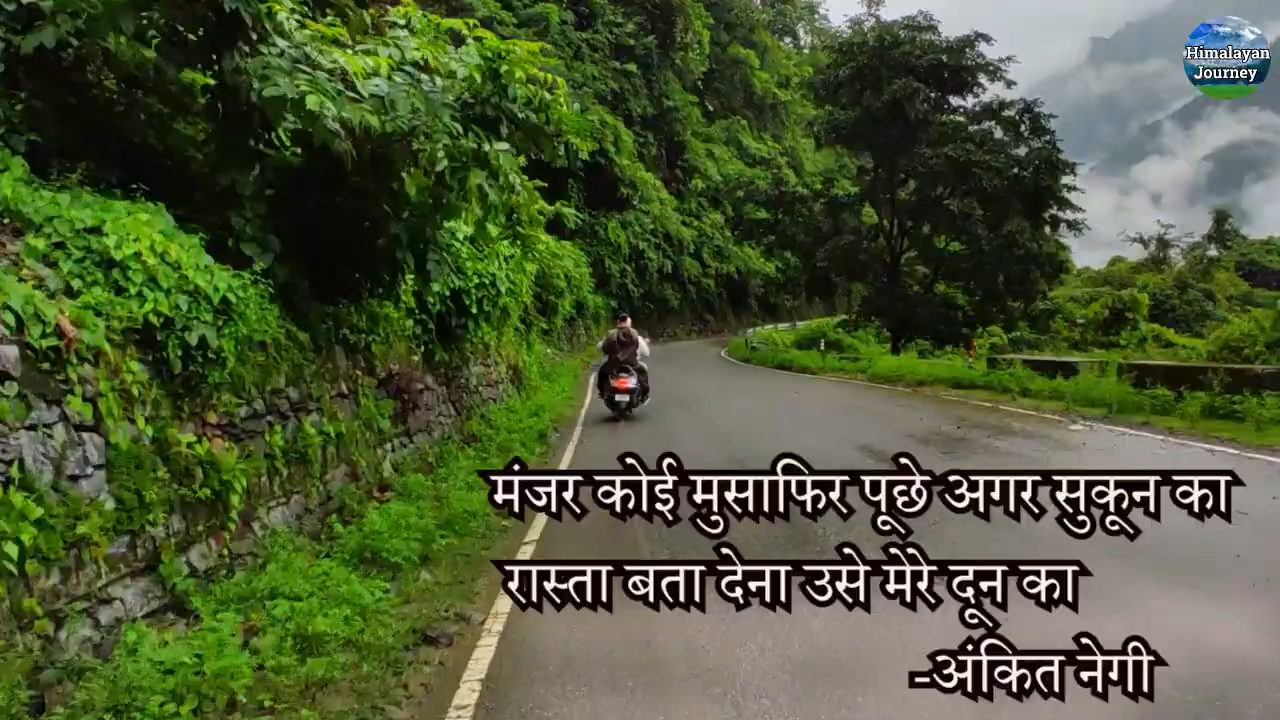 Himalayan
Journey
मंजर कोई मुसाफिर पूछे अगर सुकून का
रास्ता बता देना उसे मेरे दून का
-अंकित नेगी